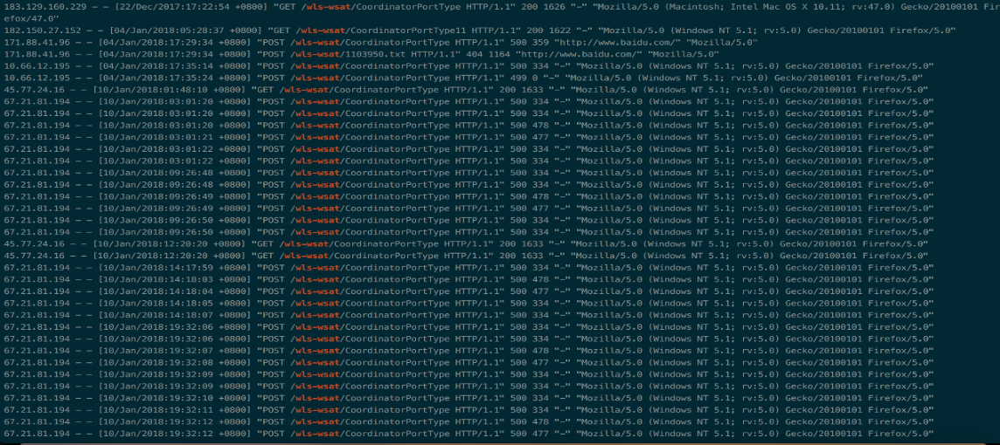 183.129.160.229 - - [22/Dec/2017:17:22:54 +0800] "GET /wls-wsat/CoordinatorPortType HTTP/1.1" 200 1626 "-" "Mozilla/5.0 (Macintosh; Intel Mac OS X 10.11; rv:47.0) Gecko/20100101 Fir
efox/47.0"
182.150.27.152 - - [04/Jan/2018:05:28:37 +0800] "GET /wls-wsat/CoordinatorPortType11 HTTP/1.1" 200 1622 "-" "Mozilla/5.0 (Windows NT 5.1; rv:5.0) Gecko/20100101 Firefox/5.0"
171.88.41.96 - - [04/Jan/2018:17:29:34 +0800] "POST /wls-wsat/CoordinatorPortType HTTP/1.1" 500 359 "http://www.baidu.com/" "Mozilla/5.0"
171.88.41.96 - - [04/Jan/2018:17:29:34 +0800] "POST /wls-wsat/1103950.txt HTTP/1.1" 404 1164 "http://www.baidu.com/" "Mozilla/5.0"
10.66.12.195 - - [04/Jan/2018:17:35:14 +0800] "POST /wls-wsat/CoordinatorPortType HTTP/1.1" 500 334 "-" "Mozilla/5.0 (Windows NT 5.1; rv:5.0) Gecko/20100101 Firefox/5.0"
10.66.12.195 - - [04/Jan/2018:17:35:24 +0800] "POST /wls-wsat/CoordinatorPortType HTTP/1.1" 499 0 "-" "Mozilla/5.0 (Windows NT 5.1; rv:5.0) Gecko/20100101 Firefox/5.0"
45.77.24.16 - - [10/Jan/2018:01:48:10 +0800] "GET /wls-wsat/CoordinatorPortType HTTP/1.1" 200 1633 "-" "Mozilla/5.0 (Windows NT 5.1; rv:5.0) Gecko/20100101 Firefox/5.0"
67.21.81.194 - - [10/Jan/2018:03:01:20 +0800] "POST /wls-wsat/CoordinatorPortType HTTP/1.1" 500 334 "-" "Mozilla/5.0 (Windows NT 5.1; rv:5.0) Gecko/20100101 Firefox/5.0"
67.21.81.194 - - [10/Jan/2018:03:01:20 +0800] "POST /wls-wsat/CoordinatorPortType HTTP/1.1" 500 334 "-" "Mozilla/5.0 (Windows NT 5.1; rv:5.0) Gecko/20100101 Firefox/5.0"
67.21.81.194 - - [10/Jan/2018:03:01:20 +0800] "POST /wls-wsat/CoordinatorPortType HTTP/1.1" 500 478 "-" "Mozilla/5.0 (Windows NT 5.1; rv:5.0) Gecko/20100101 Firefox/5.0"
67.21.81.194 - - [10/Jan/2018:03:01:21 +0800] "POST /wls-wsat/CoordinatorPortType HTTP/1.1" 500 477 "-" "Mozilla/5.0 (Windows NT 5.1; rv:5.0) Gecko/20100101 Firefox/5.0"
67.21.81.194 - - [10/Jan/2018:03:01:22 +0800] "POST /wls-wsat/CoordinatorPortType HTTP/1.1" 500 334 "-" "Mozilla/5.0 (Windows NT 5.1; rv:5.0) Gecko/20100101 Firefox/5.0"
67.21.81.194 - - [10/Jan/2018:03:01:22 +0800] "POST /wls-wsat/CoordinatorPortType HTTP/1.1" 500 334 "-" "Mozilla/5.0 (Windows NT 5.1; rv:5.0) Gecko/20100101 Firefox/5.0"
67.21.81.194 - - [10/Jan/2018:09:26:48 +0800] "POST /wls-wsat/CoordinatorPortType HTTP/1.1" 500 334 "-" "Mozilla/5.0 (Windows NT 5.1; rv:5.0) Gecko/20100101 Firefox/5.0"
67.21.81.194 - - [10/Jan/2018:09:26:48 +0800] "POST /wls-wsat/CoordinatorPortType HTTP/1.1" 500 334 "-" "Mozilla/5.0 (Windows NT 5.1; rv:5.0) Gecko/20100101 Firefox/5.0"
67.21.81.194 - - [10/Jan/2018:09:26:49 +0800] "POST /wls-wsat/CoordinatorPortType HTTP/1.1" 500 478 "-" "Mozilla/5.0 (Windows NT 5.1; rv:5.0) Gecko/20100101 Firefox/5.0"
67.21.81.194 - - [10/Jan/2018:09:26:49 +0800] "POST /wls-wsat/CoordinatorPortType HTTP/1.1" 500 477 "-" "Mozilla/5.0 (Windows NT 5.1; rv:5.0) Gecko/20100101 Firefox/5.0"
67.21.81.194 - - [10/Jan/2018:09:26:50 +0800] "POST /wls-wsat/CoordinatorPortType HTTP/1.1" 500 334 "-" "Mozilla/5.0 (Windows NT 5.1; rv:5.0) Gecko/20100101 Firefox/5.0"
67.21.81.194 - - [10/Jan/2018:09:26:50 +0800] "POST /wls-wsat/CoordinatorPortType HTTP/1.1" 500 334 "-" "Mozilla/5.0 (Windows NT 5.1; rv:5.0) Gecko/20100101 Firefox/5.0"
45.77.24.16 - - [10/Jan/2018:12:20:20 +0800] "GET /wls-wsat/CoordinatorPortType HTTP/1.1" 200 1633 "-" "Mozilla/5.0 (Windows NT 5.1; rv:5.0) Gecko/20100101 Firefox/5.0"
45.77.24.16 - - [10/Jan/2018:12:20:20 +0800] "GET /wls-wsat/CoordinatorPortType HTTP/1.1" 200 1633 "-" "Mozilla/5.0 (Windows NT 5.1; rv:5.0) Gecko/20100101 Firefox/5.0"
67.21.81.194 - - [10/Jan/2018:14:17:59 +0800] "POST /wls-wsat/CoordinatorPortType HTTP/1.1" 500 334 "-" "Mozilla/5.0 (Windows NT 5.1; rv:5.0) Gecko/20100101 Firefox/5.0"
67.21.81.194 - - [10/Jan/2018:14:18:03 +0800] "POST /wls-wsat/CoordinatorPortType HTTP/1.1" 500 478 "-" "Mozilla/5.0 (Windows NT 5.1; rv:5.0) Gecko/20100101 Firefox/5.0"
67.21.81.194 - - [10/Jan/2018:14:18:04 +0800] "POST /wls-wsat/CoordinatorPortType HTTP/1.1" 500 477 "-" "Mozilla/5.0 (Windows NT 5.1; rv:5.0) Gecko/20100101 Firefox/5.0"
67.21.81.194 - - [10/Jan/2018:14:18:05 +0800] "POST /wls-wsat/CoordinatorPortType HTTP/1.1" 500 334 "-" "Mozilla/5.0 (Windows NT 5.1; rv:5.0) Gecko/20100101 Firefox/5.0"
67.21.81.194 - - [10/Jan/2018:14:18:07 +0800] "POST /wls-wsat/CoordinatorPortType HTTP/1.1" 500 334 "-" "Mozilla/5.0 (Windows NT 5.1; rv:5.0) Gecko/20100101 Firefox/5.0"
67.21.81.194 - - [10/Jan/2018:19:32:06 +0800] "POST /wls-wsat/CoordinatorPortType HTTP/1.1" 500 334 "-" "Mozilla/5.0 (Windows NT 5.1; rv:5.0) Gecko/20100101 Firefox/5.0"
67.21.81.194 - - [10/Jan/2018:19:32:06 +0800] "POST /wls-wsat/CoordinatorPortType HTTP/1.1" 500 334 "-" "Mozilla/5.0 (Windows NT 5.1; rv:5.0) Gecko/20100101 Firefox/5.0"
67.21.81.194 - - [10/Jan/2018:19:32:07 +0800] "POST /wls-wsat/CoordinatorPortType HTTP/1.1" 500 478 "-" "Mozilla/5.0 (Windows NT 5.1; rv:5.0) Gecko/20100101 Firefox/5.0"
67.21.81.194 - - [10/Jan/2018:19:32:08 +0800] "POST /wls-wsat/CoordinatorPortType HTTP/1.1" 500 477 "-" "Mozilla/5.0 (Windows NT 5.1; rv:5.0) Gecko/20100101 Firefox/5.0"
67.21.81.194 - - [10/Jan/2018:19:32:09 +0800] "POST /wls-wsat/CoordinatorPortType HTTP/1.1" 500 334 "-" "Mozilla/5.0 (Windows NT 5.1; rv:5.0) Gecko/20100101 Firefox/5.0"
67.21.81.194 - - [10/Jan/2018:19:32:09 +0800] "POST /wls-wsat/CoordinatorPortType HTTP/1.1" 500 334 "-" "Mozilla/5.0 (Windows NT 5.1; rv:5.0) Gecko/20100101 Firefox/5.0"
67.21.81.194 - - [10/Jan/2018:19:32:10 +0800] "POST /wls-wsat/CoordinatorPortType HTTP/1.1" 500 334 "-" "Mozilla/5.0 (Windows NT 5.1; rv:5.0) Gecko/20100101 Firefox/5.0"
67.21.81.194 - - [10/Jan/2018:19:32:11 +0800] "POST /wls-wsat/CoordinatorPortType HTTP/1.1" 500 334 "-" "Mozilla/5.0 (Windows NT 5.1; rv:5.0) Gecko/20100101 Firefox/5.0"
67.21.81.194 - - [10/Jan/2018:19:32:12 +0800] "POST /wls-wsat/CoordinatorPortType HTTP/1.1" 500 478 "-" "Mozilla/5.0 (Windows NT 5.1; rv:5.0) Gecko/20100101 Firefox/5.0"
67.21.81.194 - - [10/Jan/2018:19:32:12 +0800] "POST /wls-wsat/CoordinatorPortType HTTP/1.1" 500 477 "-" "Mozilla/5.0 (Windows NT 5.1; rv:5.0) Gecko/20100101 Firefox/5.0"